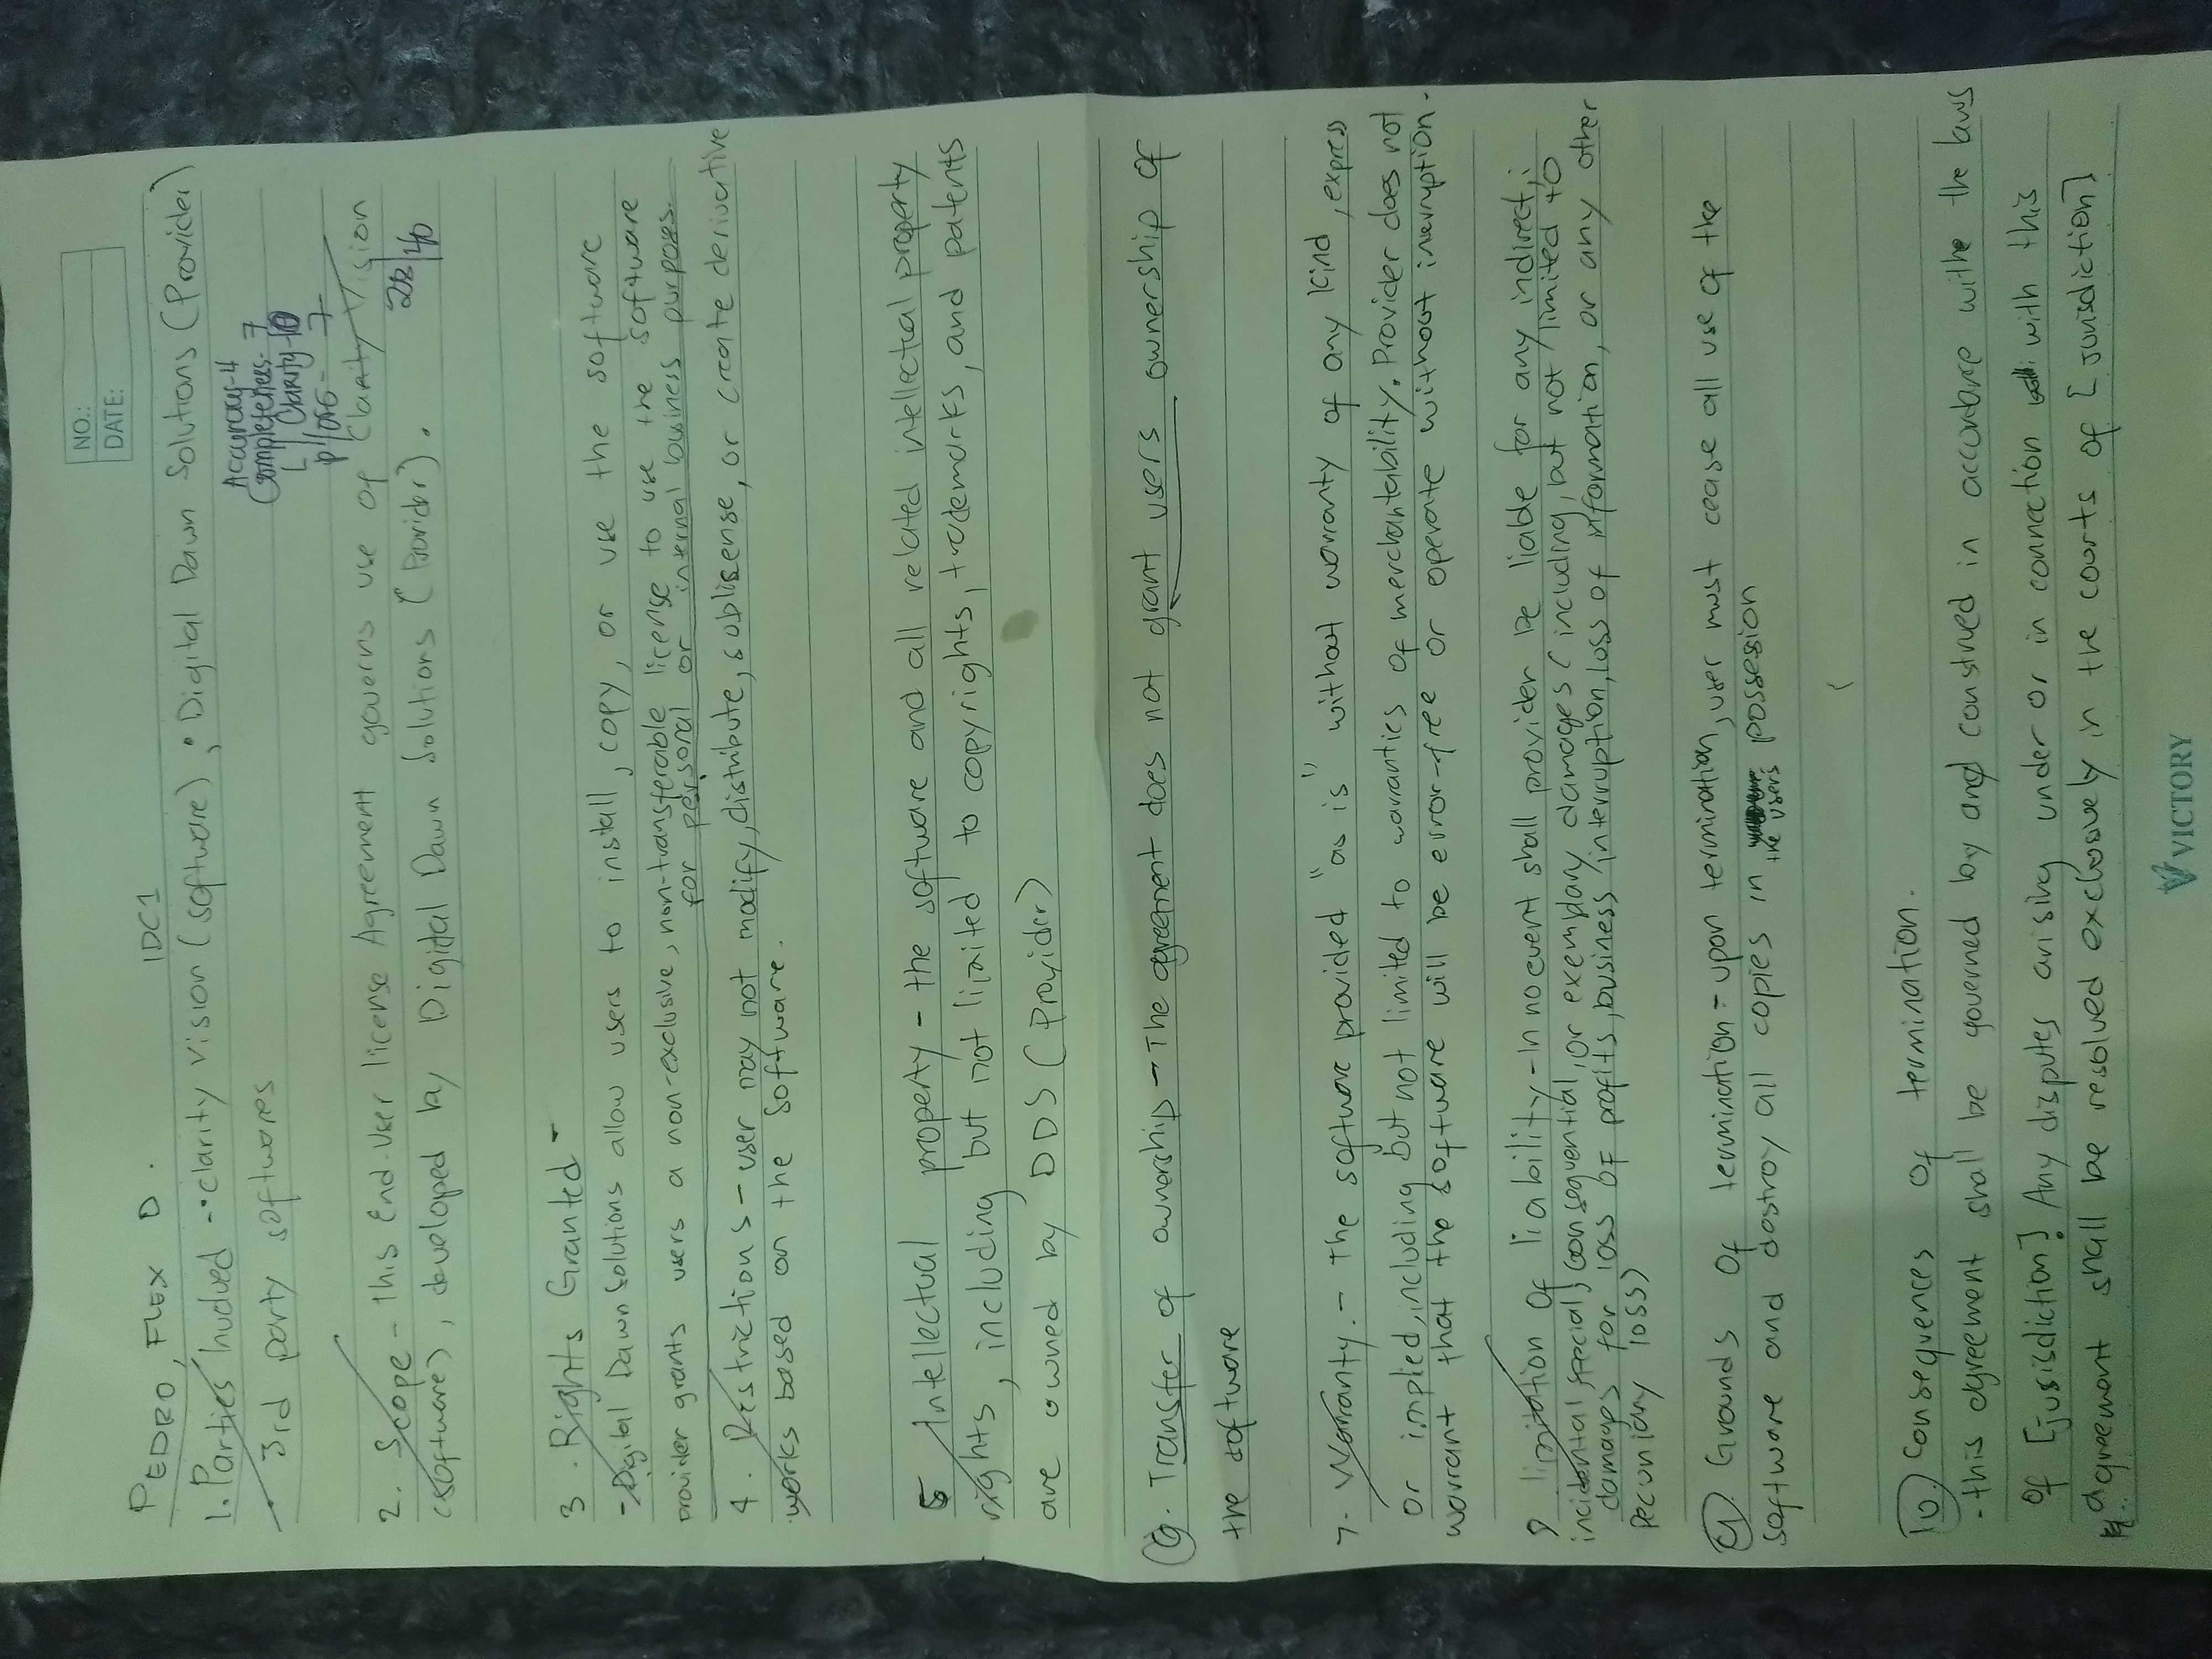 NO.:
DATE:
PEDRO, FLEX D. IDC1
1. Parties Involved - • clarity Vision (software) ; • Digital Dawn Solutions (Provider)
• 3rd party softwares
Accuracy - 4
Completenees - 7
Clarity - 10
7
28/40
2. Scope - this End-User license Agreement governs use of Clarity Vision
(software), developed by Digital Dawn Solutions (Provider).
3. Rights Granted -
- Digital Dawn Solutions allow users to install, copy, or use the software
provider grants users a non-exclusive, non-transferable license to use the software
for personal or internal business purposes.
4. Restrictions - user may not modify, distribute, sublisense, or create derivative
works based on the software.
5 Intellectual property - the software and all related intellectual property
rights, including but not limited to copyrights, trademarks, and patents
are owned by DDS (Provider)
6. Transfer of ownership - The agreement does not grant users ownership of
the software
7. Warranty. - The software provided "as is" without warranty of any kind, express
or implied, including but not limited to warranties of merchantability. Provider does not
warrant that the software will be error-free or operate without interruption.
8 limitation of liability - In no event shall provider be liable for any indirect,
incidental special, consequential, or exemplary damages (including, but not limited to
damages for loss of profits, business interruption, loss of information, or any other
pecuniary loss)
9. Grounds of termination - upon termination, user must cease all use of the
software and destroy all copies in the users possession
10. Consequences of termination.
- this agreement shall be governed by and construed in accordance withe the laws
of [jusisdiction]. Any disputes arising under or in connection with this
agreement shall be resolved exclusively in the courts of [jurisdiction]
VICTORY